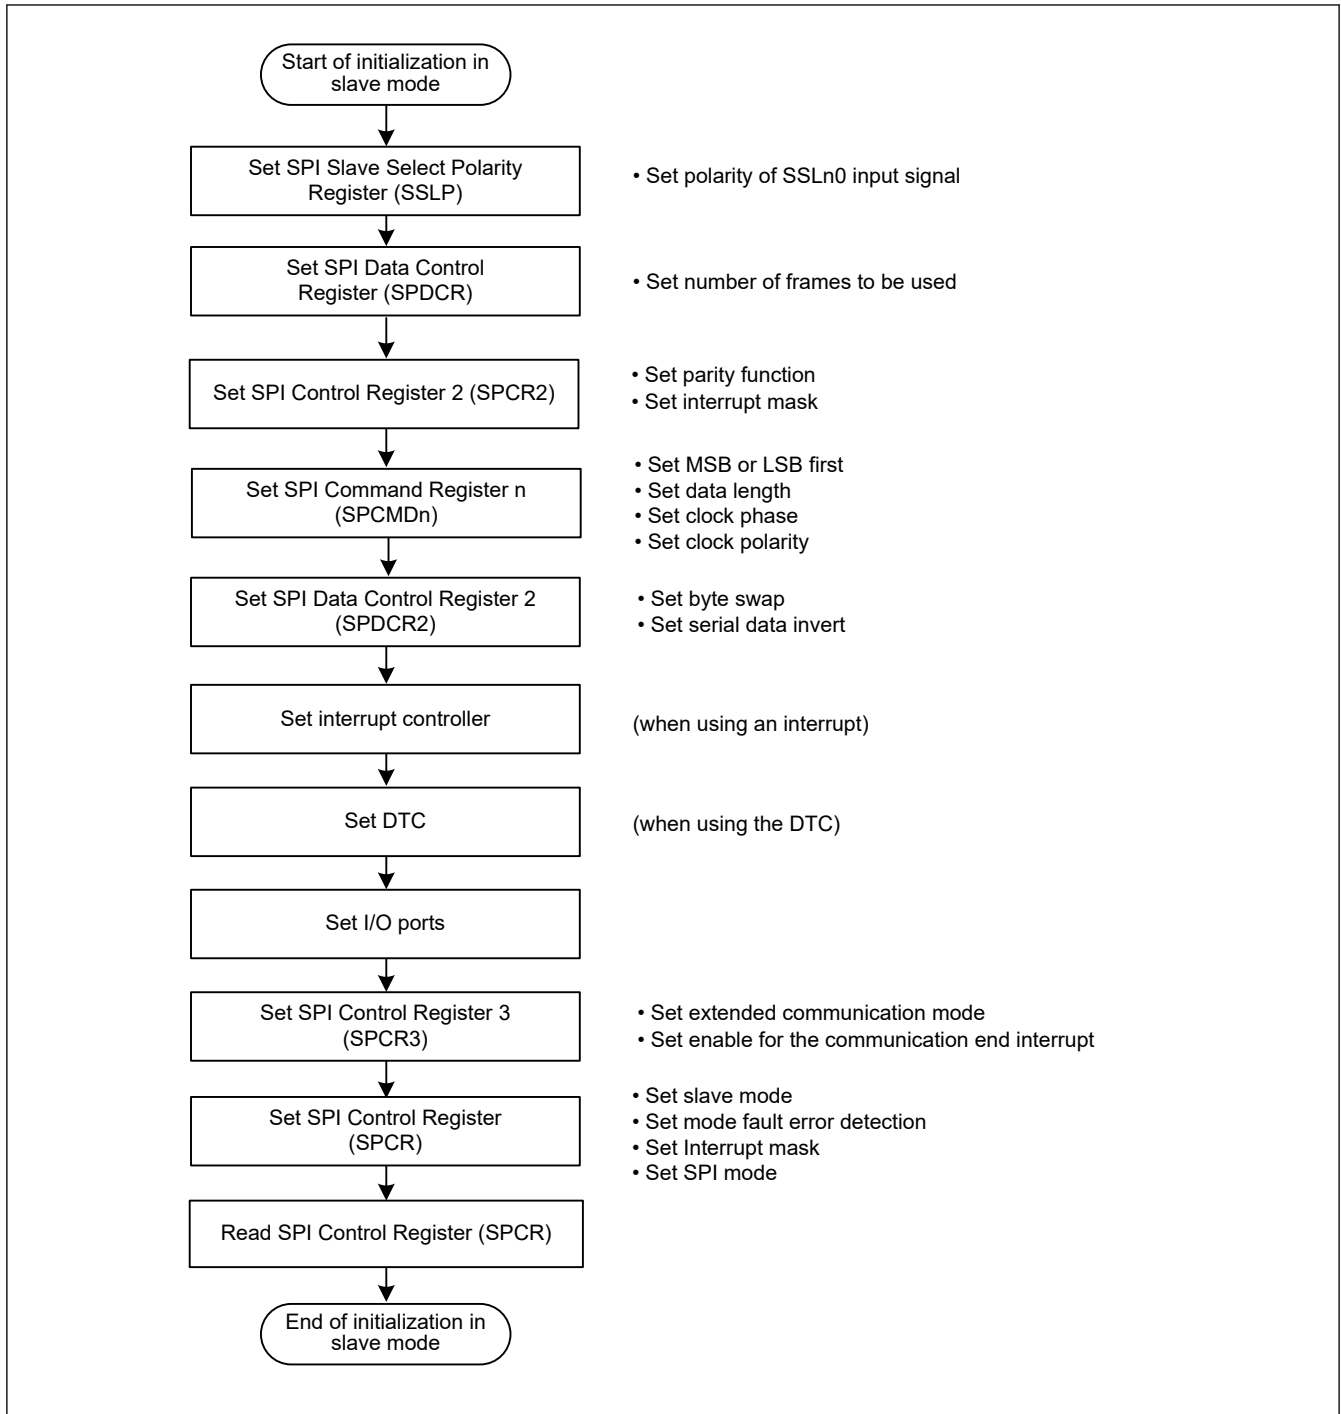 Start of initialization in
slave mode
Set SPI Slave Select Polarity
Register (SSLP)
• Set polarity of SSLn0 input signal
Set SPI Data Control
Register (SPDCR)
• Set number of frames to be used
Set SPI Control Register 2 (SPCR2)
• Set parity function
• Set interrupt mask
Set SPI Command Register n
(SPCMDn)
• Set MSB or LSB first
• Set data length
• Set clock phase
• Set clock polarity
Set SPI Data Control Register 2
(SPDCR2)
• Set byte swap
• Set serial data invert
Set interrupt controller
(when using an interrupt)
Set DTC
(when using the DTC)
Set I/O ports
Set SPI Control Register 3
(SPCR3)
• Set extended communication mode
• Set enable for the communication end interrupt
Set SPI Control Register
(SPCR)
• Set slave mode
• Set mode fault error detection
• Set Interrupt mask
• Set SPI mode
Read SPI Control Register (SPCR)
End of initialization in
slave mode